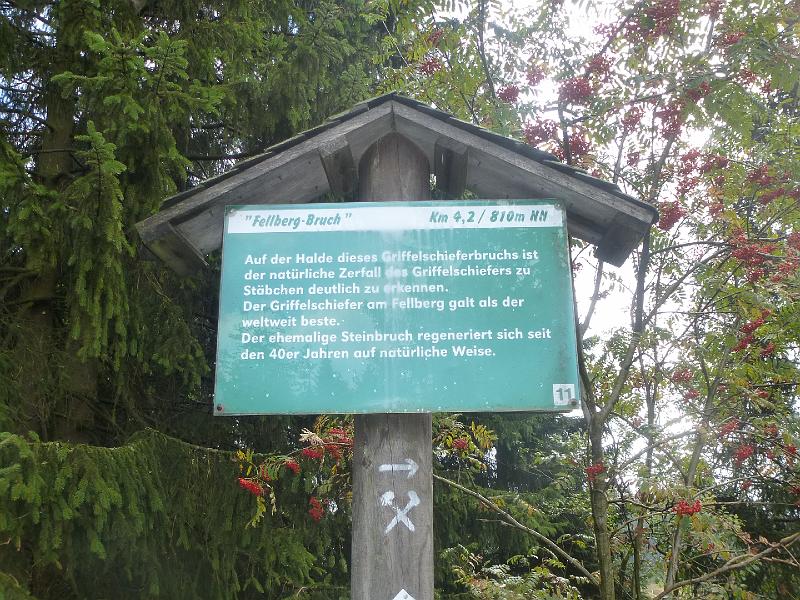 "Fellberg-Bruch" Km 4,2 / 810m NN
Auf der Halde dieses Griffelschieferbruchs ist
der natürliche Zerfall des Griffelschiefers zu
Stäbchen deutlich zu erkennen.
Der Griffelschiefer am Fellberg galt als der
weltweit beste.
Der ehemalige Steinbruch regeneriert sich seit
den 40er Jahren auf natürliche Weise.
11